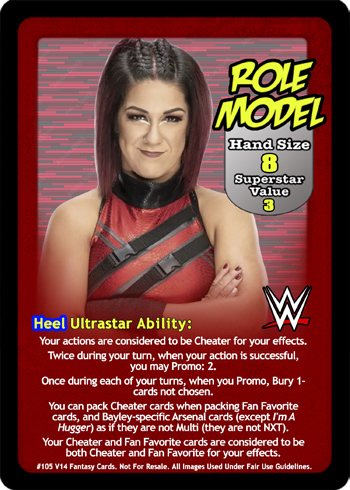 ROLE
MODEL
Hand Size
8
Superstar
Value
3
W
Heel Ultrastar Ability:
Your actions are considered to be Cheater for your effects.
Twice during your turn, when your action is successful,
you may Promo: 2.
Once during each of your turns, when you Promo, Bury 1-
cards not chosen.
You can pack Cheater cards when packing Fan Favorite
cards, and Bayley-specific Arsenal cards (except I'm A
Hugger) as if they are not Multi (they are not NXT).
Your Cheater and Fan Favorite cards are considered to be
both Cheater and Fan Favorite for your effects.
#105 V14 Fantasy Cards. Not For Resale. All Images Used Under Fair Use Guidelines.